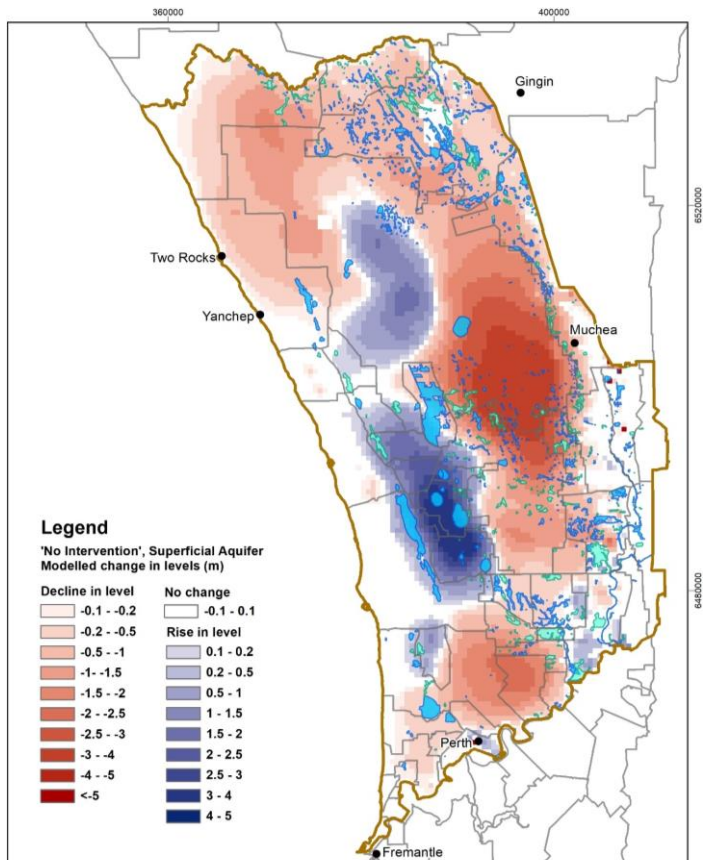 360000
400000
Gingin
6520000
Two Rocks
Yanchep
Muchea
Legend
'No Intervention', Superficial Aquifer
Modelled change in levels (m)
Decline in level
-0.1 - -0.2
-0.2 - -0.5
-0.5 - -1
-1- -1.5
-1.5 - -2
-2 - -2.5
-2.5 - -3
-3 - -4
-4 - -5
<-5
No change
-0.1 - 0.1
Rise in level
0.1 - 0.2
0.2 - 0.5
0.5 - 1
1 - 1.5
1.5 - 2
2 - 2.5
2.5 - 3
3 - 4
4 - 5
6480000
Perth
Fremantle